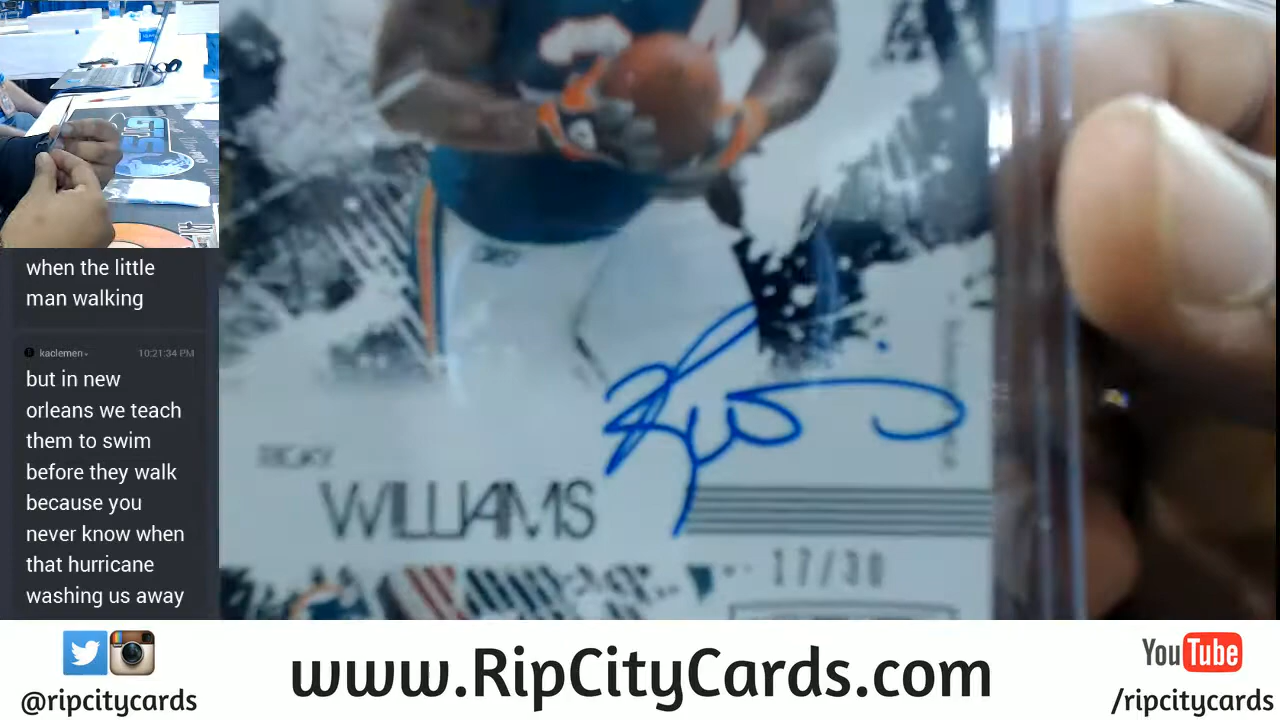 when the little
man walking
kaclemen
10:21:34 PM
but in new
orleans we teach
them to swim
before they walk
because you
never know when
that hurricane
washing us away
RICKY
WILLIAMS
17/30
www.RipCityCards.com
@ripcitycards
YouTube
/ripcitycards